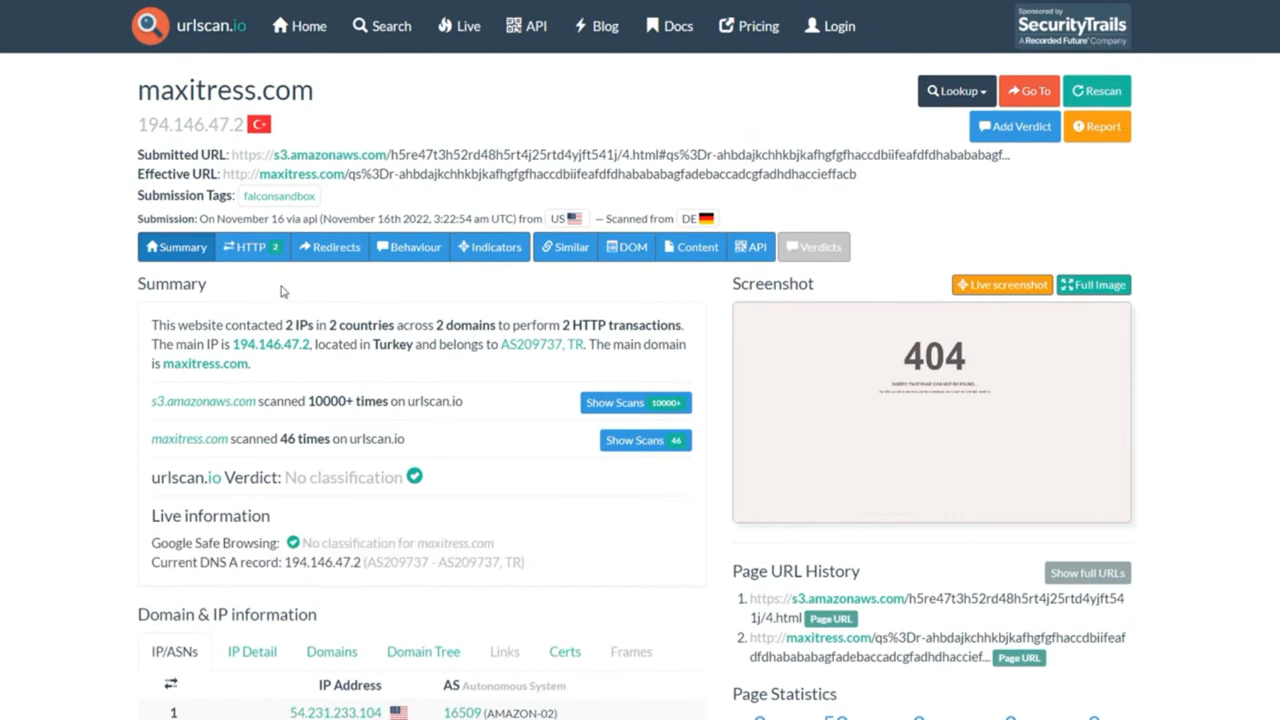 urlscan.io Home Search Live API Blog Docs Pricing Login
Sponsored by
SecurityTrails
A Recorded Future Company
maxitress.com
Lookup Go To Rescan
194.146.47.2
Add Verdict Report
Submitted URL: https://s3.amazonaws.com/h5re47t3h52rd48h5rt4j25rtd4yjft541j/4.html#qs%3Dr-ahbdajkchhkbjkafhgfgfhaccdbiifeafdfdhabababagf...
Effective URL: http://maxitress.com/qs%3Dr-ahbdajkchhkbjkafhgfgfhaccdbiifeafdfdhabababagfadebaccadcgfadhdhaccieffacb
Submission Tags: falconsandbox
Submission: On November 16 via api (November 16th 2022, 3:22:54 am UTC) from US — Scanned from DE
Summary HTTP 2 Redirects Behaviour Indicators Similar DOM Content API Verdicts
Summary
This website contacted 2 IPs in 2 countries across 2 domains to perform 2 HTTP transactions.
The main IP is 194.146.47.2, located in Turkey and belongs to AS209737, TR. The main domain
is maxitress.com.
s3.amazonaws.com scanned 10000+ times on urlscan.io Show Scans 10000+
maxitress.com scanned 46 times on urlscan.io Show Scans 46
urlscan.io Verdict: No classification
Live information
Google Safe Browsing: No classification for maxitress.com
Current DNS A record: 194.146.47.2 (AS209737 - AS209737, TR)
Domain & IP information
IP/ASNs IP Detail Domains Domain Tree Links Certs Frames
IP Address AS Autonomous System
1 54.231.233.104 16509 (AMAZON-02)
Screenshot Live screenshot Full Image
404
SORRY! THAT PAGE CAN NOT BE FOUND...
Page URL History Show full URLs
1. https://s3.amazonaws.com/h5re47t3h52rd48h5rt4j25rtd4yjft54
1j/4.html Page URL
2. http://maxitress.com/qs%3Dr-ahbdajkchhkbjkafhgfgfhaccdbiifeaf
dfdhabababagfadebaccadcgfadhdhaccief... Page URL
Page Statistics